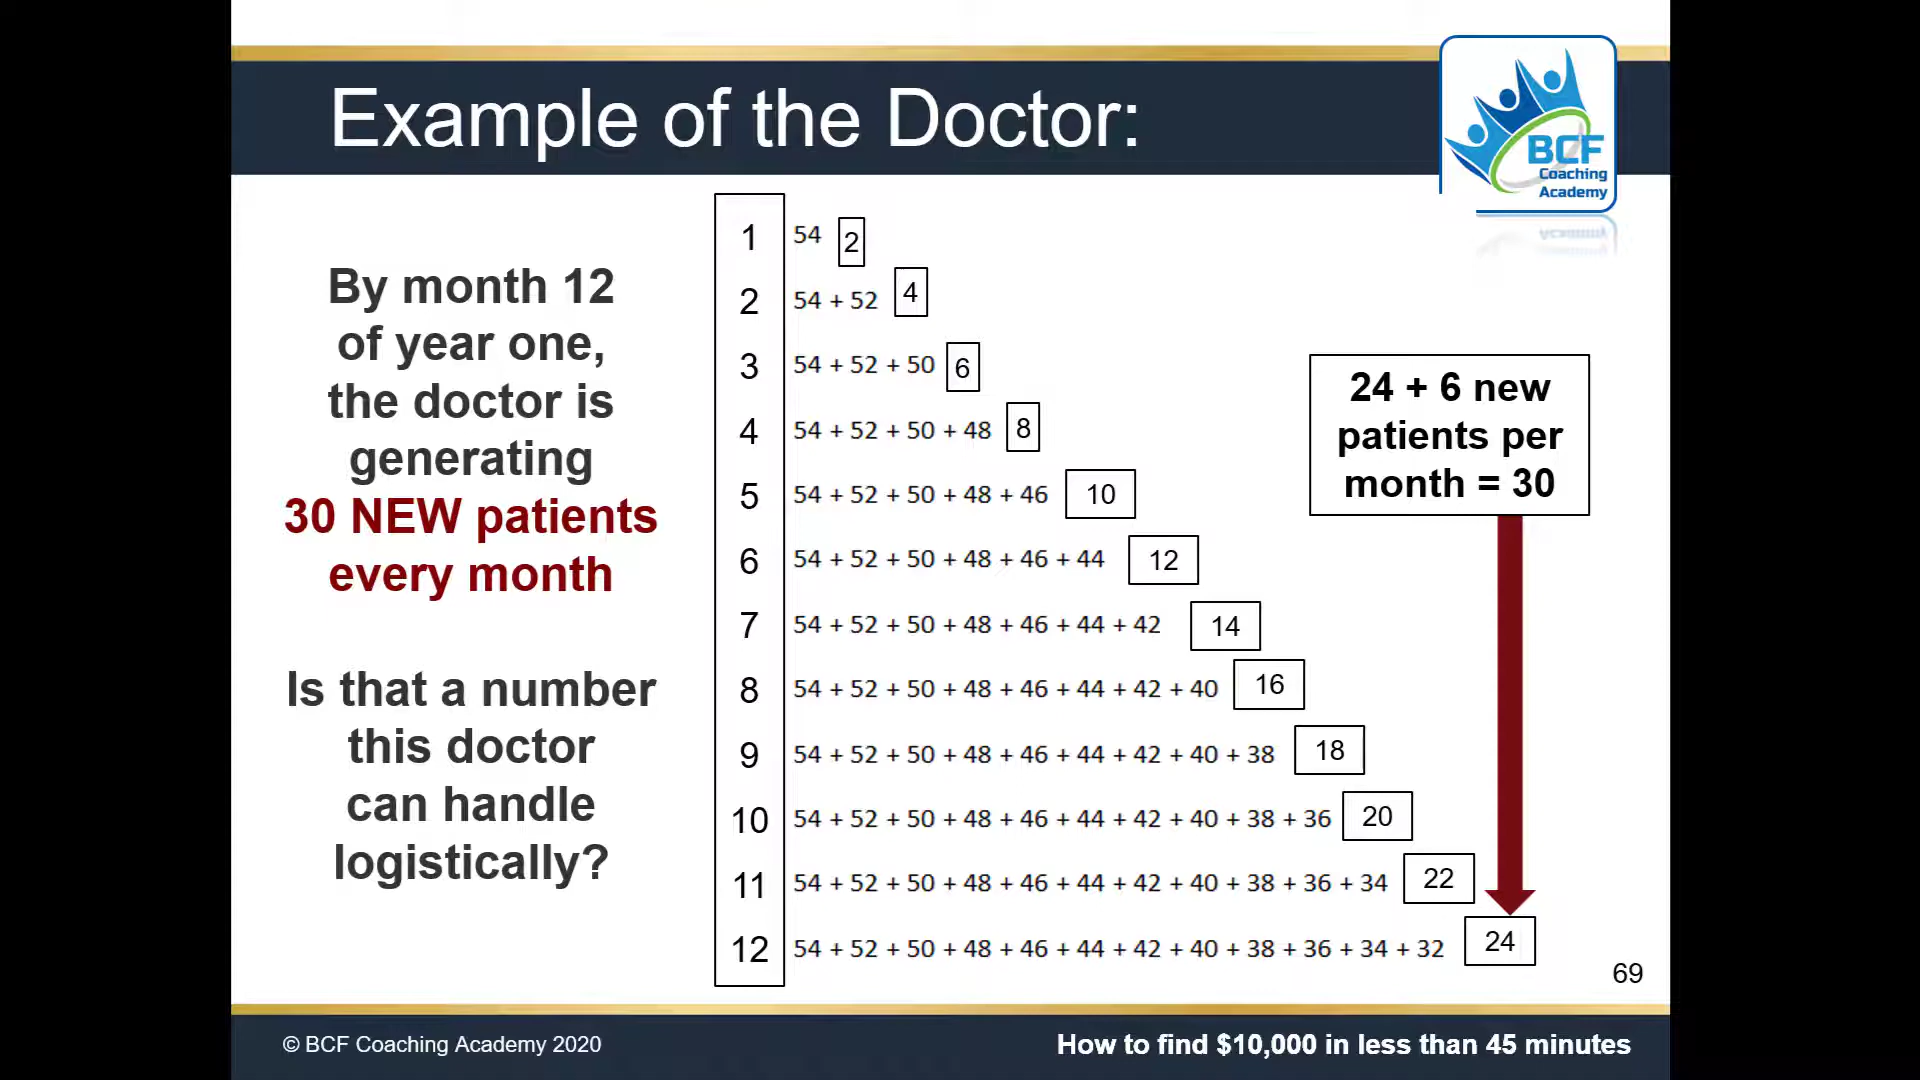 Example of the Doctor:
BCF
Coaching
Academy
By month 12
of year one,
the doctor is
generating
30 NEW patients
every month
Is that a number
this doctor
can handle
logistically?
1 54 2
2 54 + 52 4
3 54 + 52 + 50 6
4 54 + 52 + 50 + 48 8
5 54 + 52 + 50 + 48 + 46 10
6 54 + 52 + 50 + 48 + 46 + 44 12
7 54 + 52 + 50 + 48 + 46 + 44 + 42 14
8 54 + 52 + 50 + 48 + 46 + 44 + 42 + 40 16
9 54 + 52 + 50 + 48 + 46 + 44 + 42 + 40 + 38 18
10 54 + 52 + 50 + 48 + 46 + 44 + 42 + 40 + 38 + 36 20
11 54 + 52 + 50 + 48 + 46 + 44 + 42 + 40 + 38 + 36 + 34 22
12 54 + 52 + 50 + 48 + 46 + 44 + 42 + 40 + 38 + 36 + 34 + 32 24
24 + 6 new
patients per
month = 30
69
© BCF Coaching Academy 2020
How to find $10,000 in less than 45 minutes